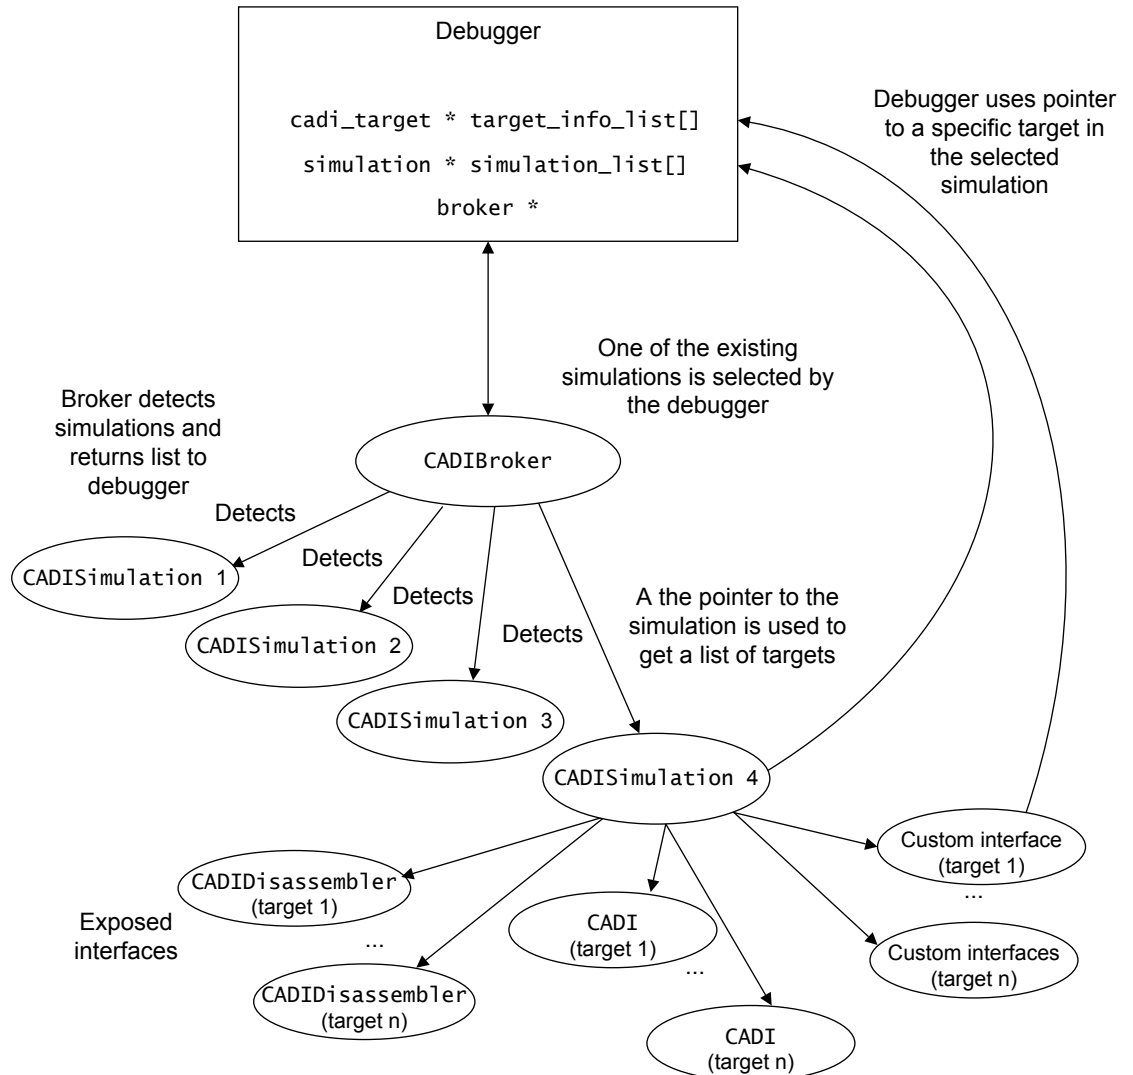 Debugger
cadi_target * target_info_list[]
simulation * simulation_list[]
broker *
Debugger uses pointer
to a specific target in
the selected
simulation
One of the existing
simulations is selected by
the debugger
Broker detects
simulations and
returns list to
debugger
CADIBroker
Detects
Detects
Detects
Detects
CADISimulation 1
CADISimulation 2
CADISimulation 3
A the pointer to the
simulation is used to
get a list of targets
CADISimulation 4
Custom interface
(target 1)
...
Custom interfaces
(target n)
CADIDisassembler
(target 1)
...
CADIDisassembler
(target n)
Exposed
interfaces
CADI
(target 1)
...
CADI
(target n)